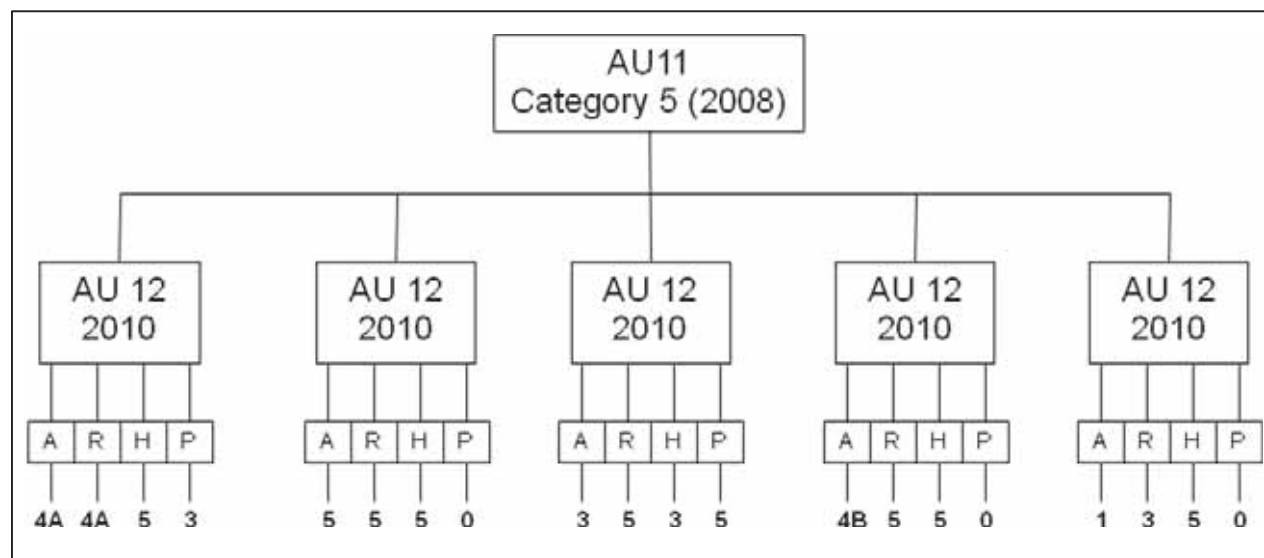 AU11
Category 5 (2008)
AU 12 AU 12 AU 12 AU 12 AU 12
2010 2010 2010 2010 2010
A R H P A R H P A R H P A R H P A R H P
4A 4A 5 3 5 5 5 0 3 5 3 5 4B 5 5 0 1 3 5 0